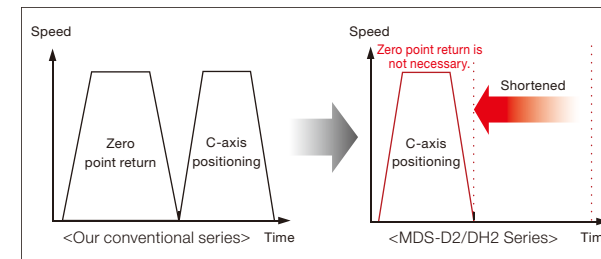 Speed
Zero
point return
C-axis
positioning
<Our conventional series>
Time
Speed
Zero point return is
not necessary.
Shortened
C-axis
positioning
<MDS-D2/DH2 Series>
Tim